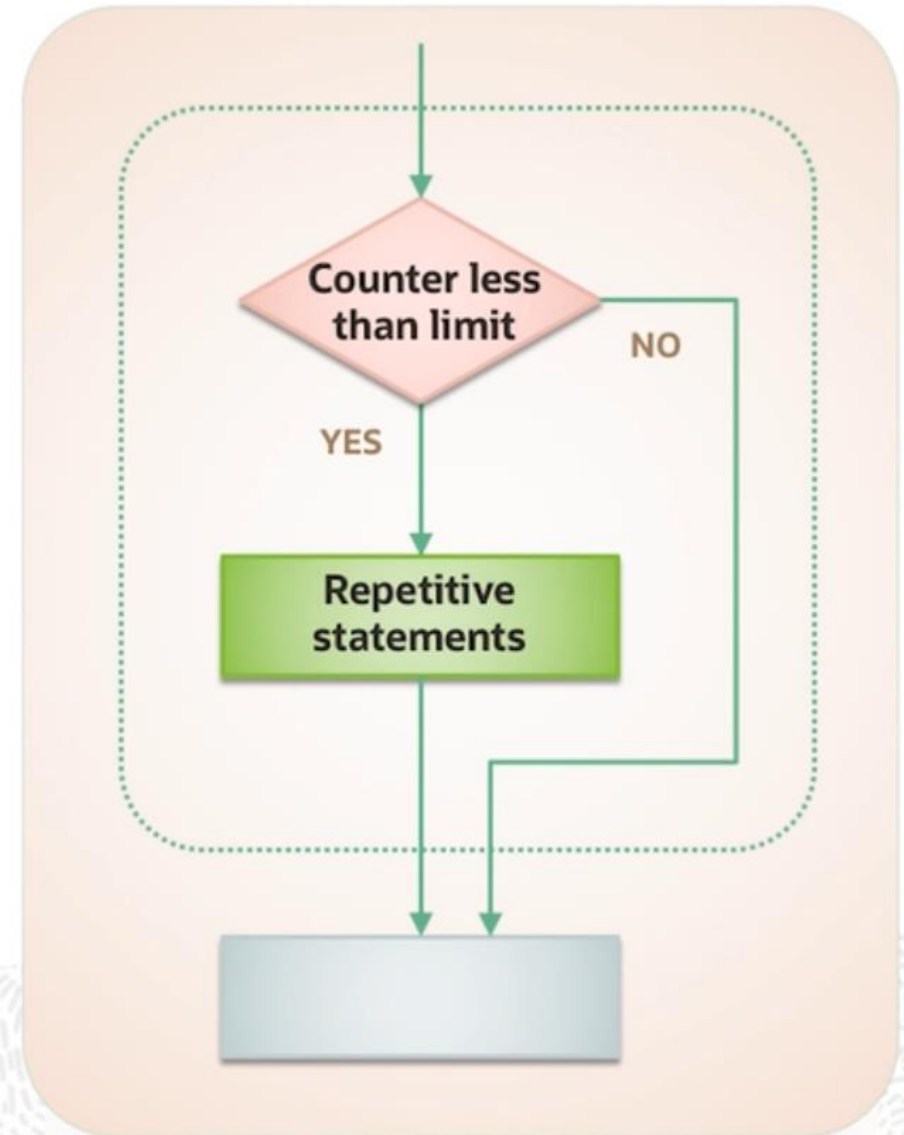 Counter less
than limit
NO
YES
Repetitive
statements